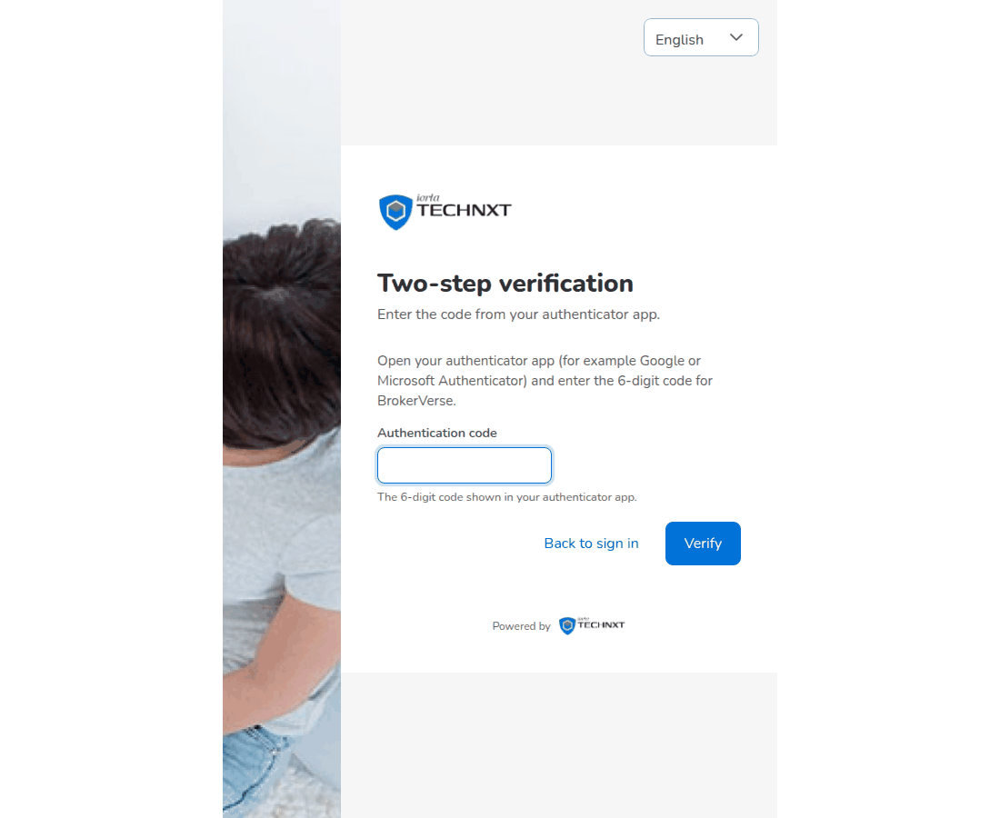 English
iorta
TECHNXT
Two-step verification
Enter the code from your authenticator app.
Open your authenticator app (for example Google or
Microsoft Authenticator) and enter the 6-digit code for
BrokerVerse.
Authentication code
The 6-digit code shown in your authenticator app.
Back to sign in
Verify
Powered by
iorta
TECHNXT